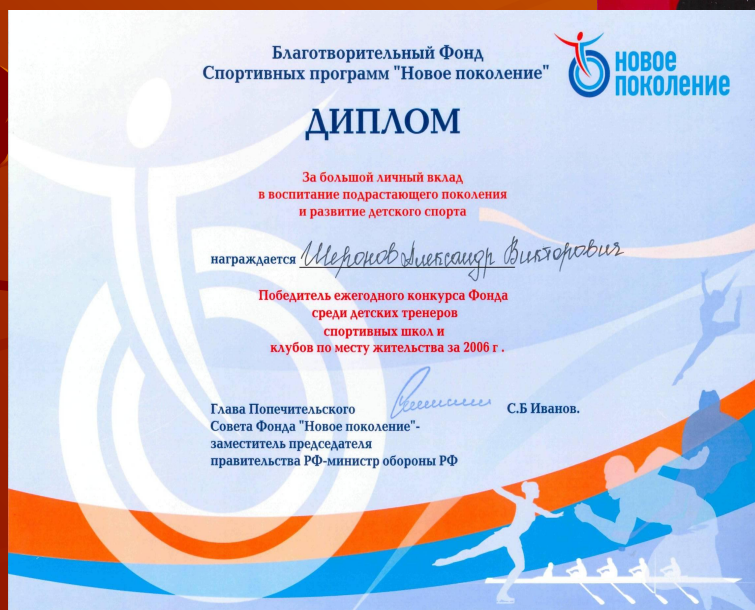 Благотворительный Фонд
Спортивных программ "Новое поколение"
НОВОЕ
ПОКОЛЕНИЕ
ДИПЛОМ
За большой личный вклад
в воспитание подрастающего поколения
и развитие детского спорта
награждается Шеронов Александр Викторович
Победитель ежегодного конкурса Фонда
среди детских тренеров
спортивных школ и
клубов по месту жительства за 2006 г .
Глава Попечительского
С.Б Иванов.
Совета Фонда "Новое поколение"-
заместитель председателя
правительства РФ-министр обороны РФ